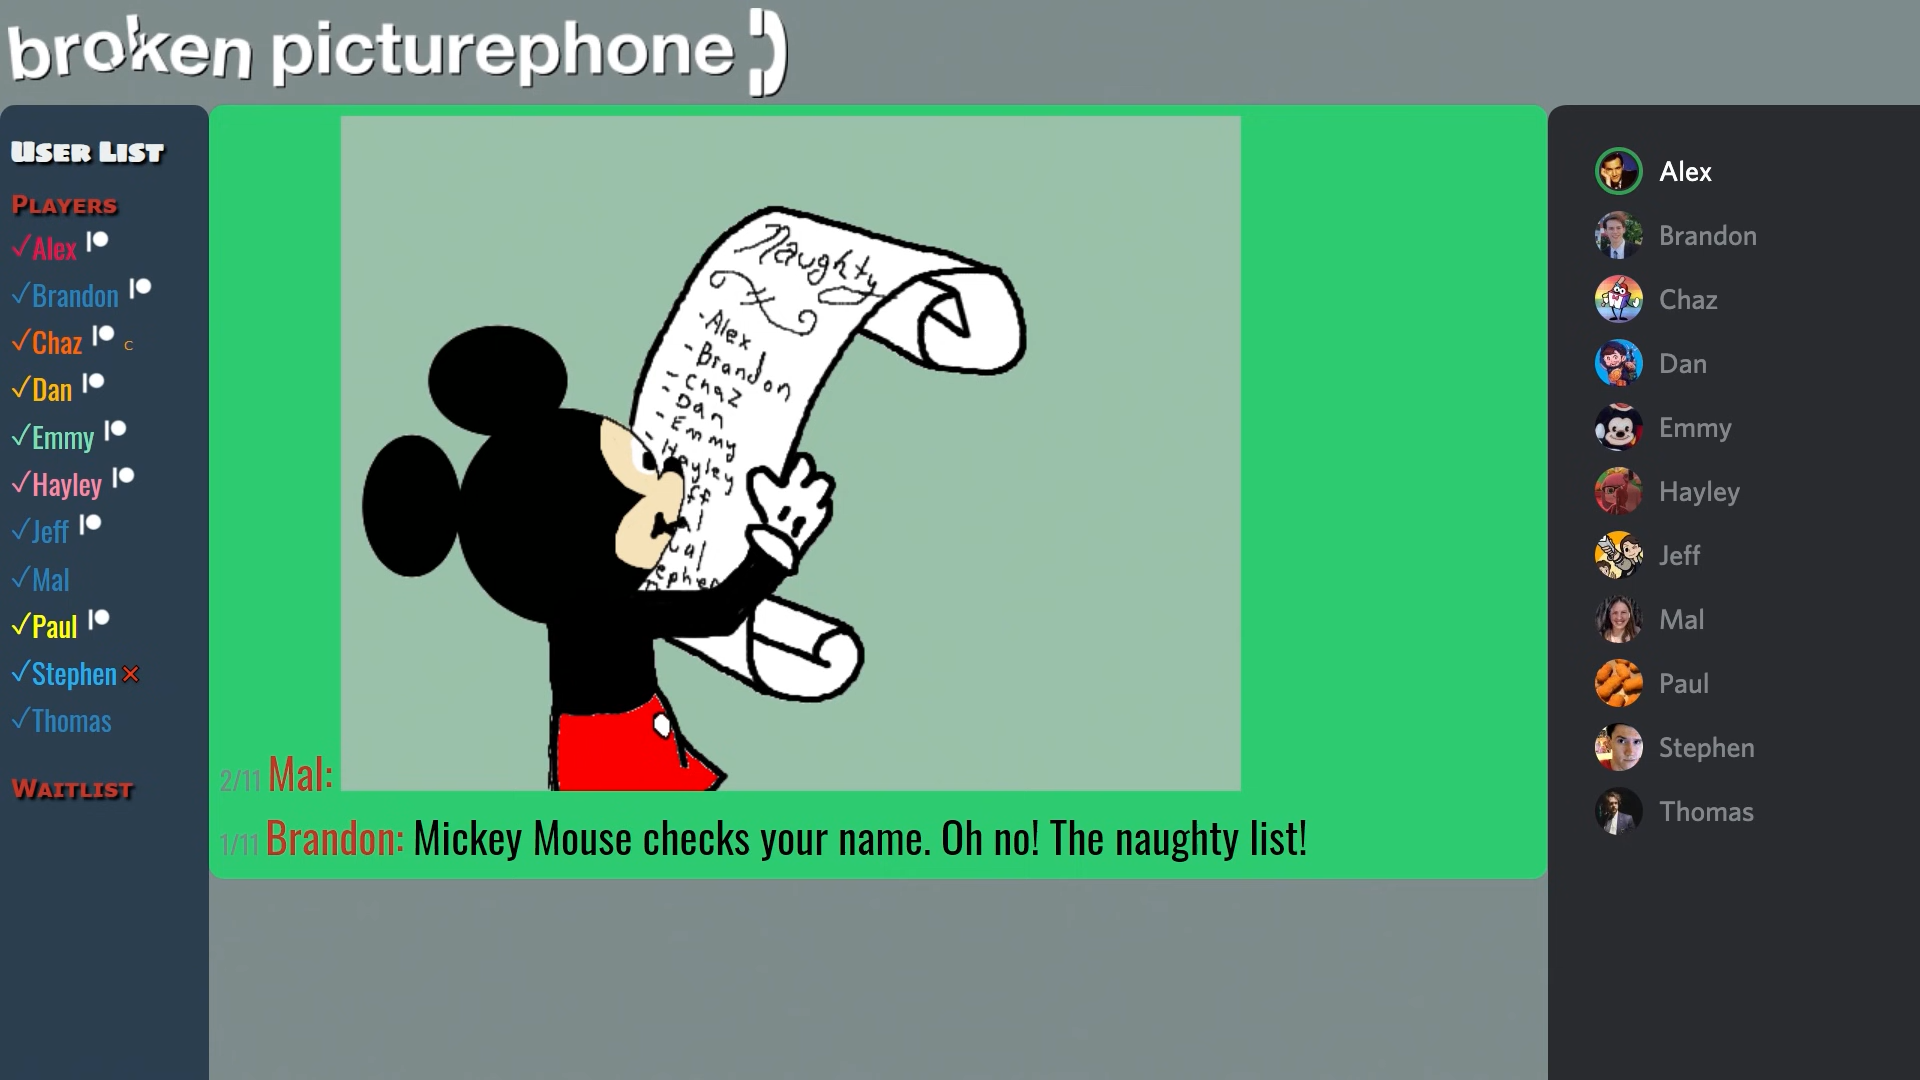 broken picturephone
User List
Players
✓Alex
✓Brandon
✓Chaz c
✓Dan
✓Emmy
✓Hayley
✓Jeff
✓Mal
✓Paul
✓Stephen ✕
✓Thomas
Waitlist
Naughty
-Alex
-Brandon
-Chaz
-Dan
-Emmy
-Hayley
2/11 Mal:
1/11 Brandon: Mickey Mouse checks your name. Oh no! The naughty list!
Alex
Brandon
Chaz
Dan
Emmy
Hayley
Jeff
Mal
Paul
Stephen
Thomas